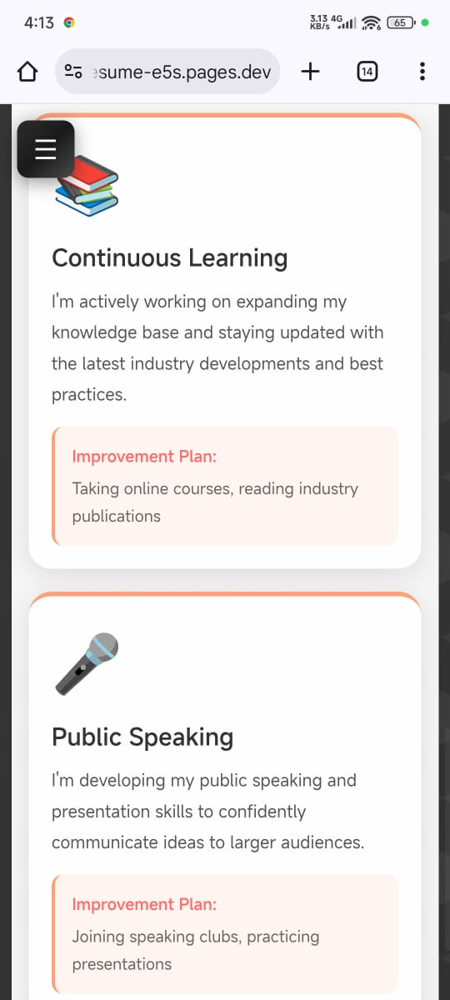 4:13
3.13 4G
KB/s
65
esume-e5s.pages.dev
14
Continuous Learning
I'm actively working on expanding my
knowledge base and staying updated with
the latest industry developments and best
practices.
Improvement Plan:
Taking online courses, reading industry
publications
Public Speaking
I'm developing my public speaking and
presentation skills to confidently
communicate ideas to larger audiences.
Improvement Plan:
Joining speaking clubs, practicing
presentations